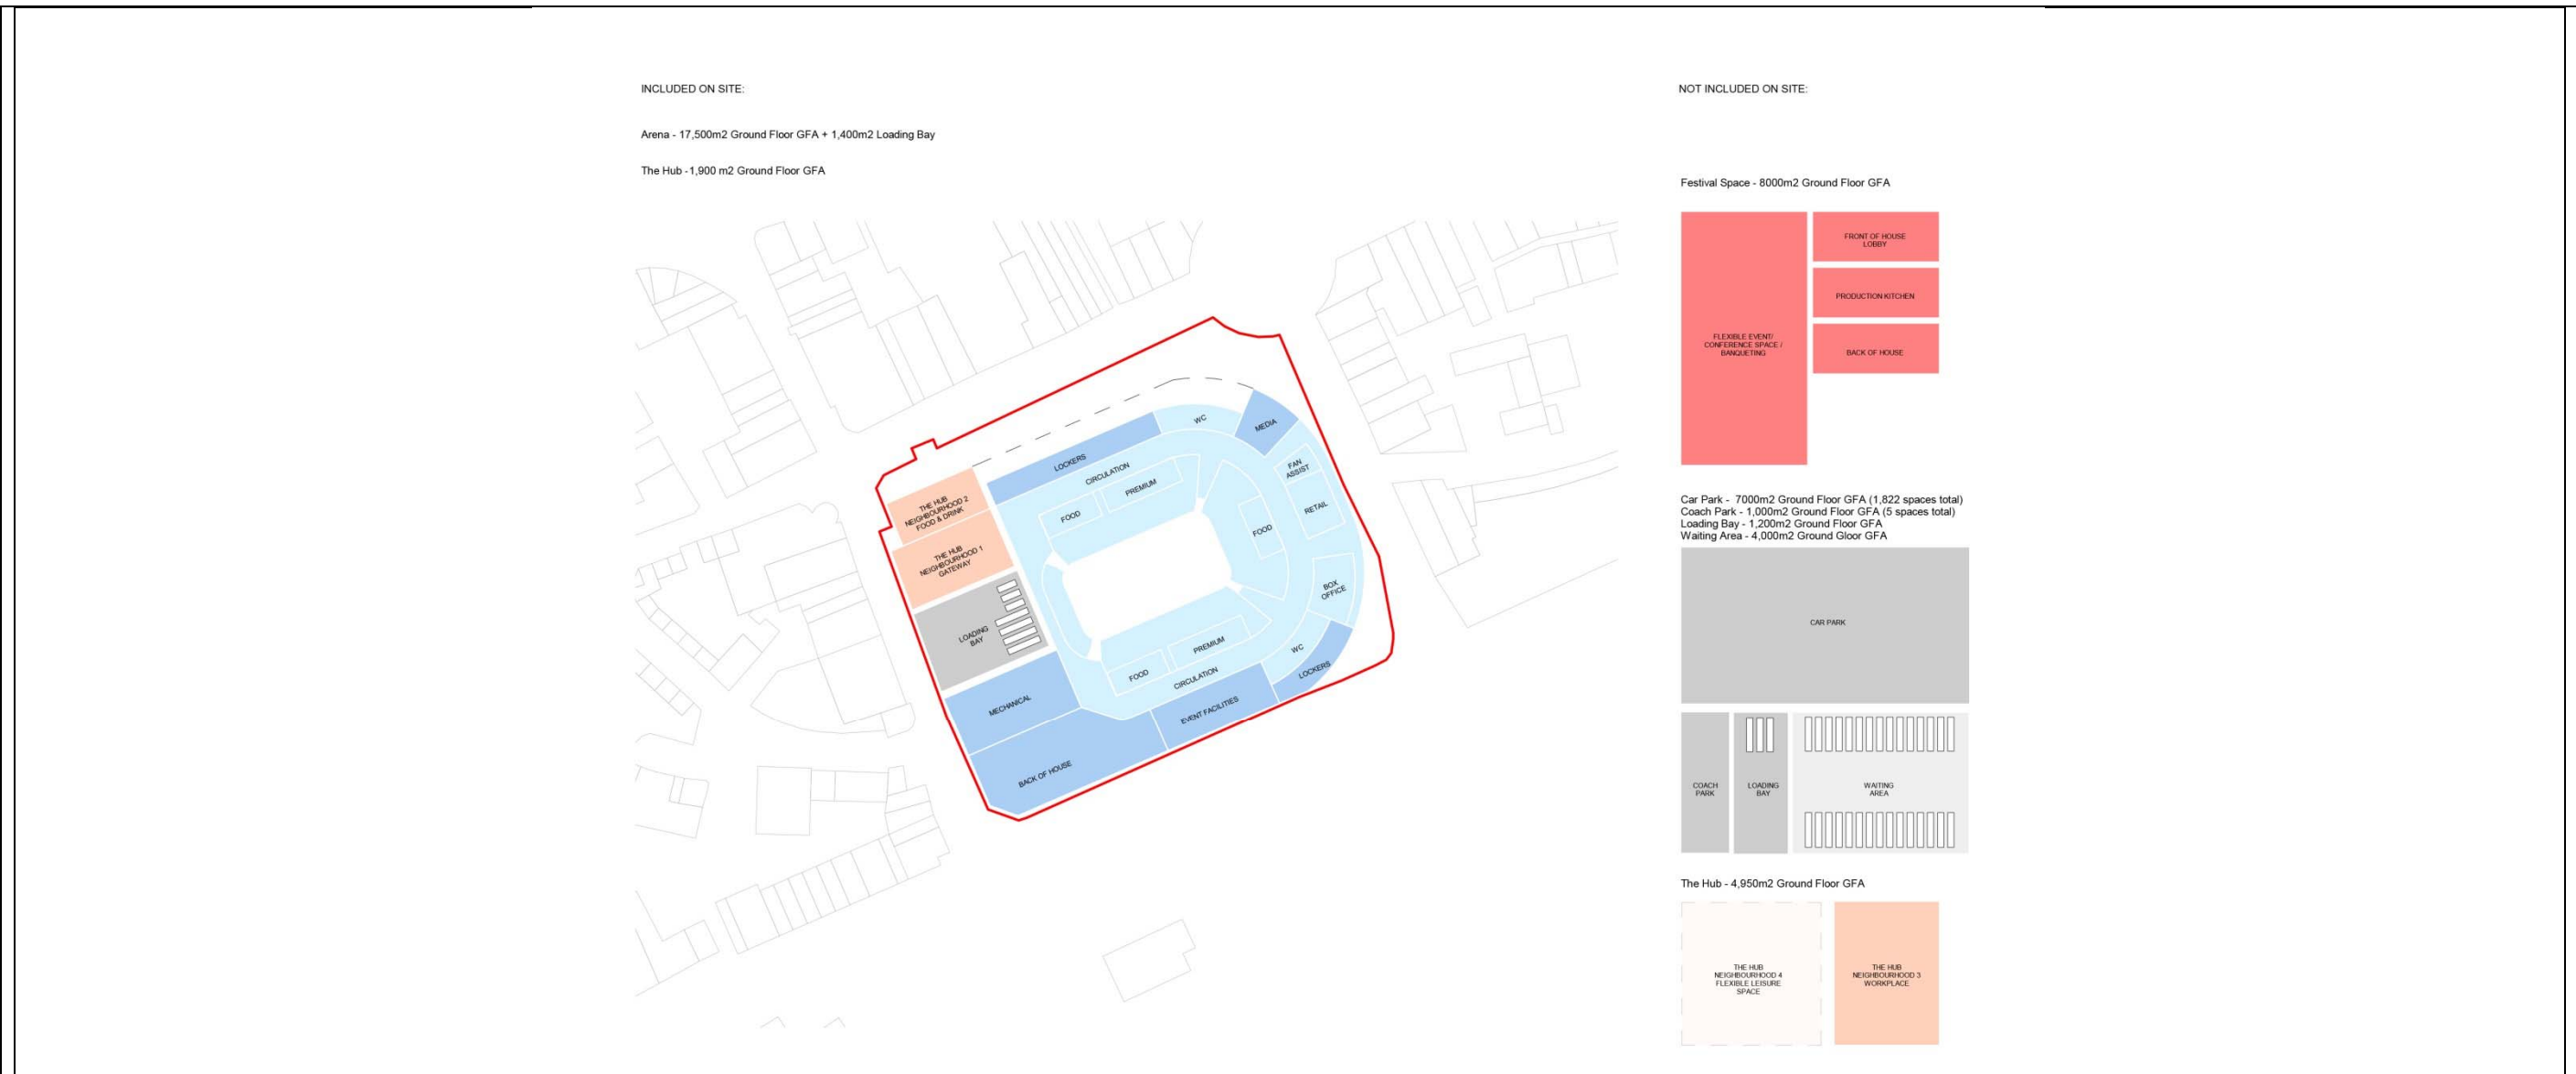 INCLUDED ON SITE:
Arena - 17,500m2 Ground Floor GFA + 1,400m2 Loading Bay
The Hub -1,900 m2 Ground Floor GFA
WC
MEDIA
LOCKERS
CIRCULATION
PREMIUM
FOOD
FAN
ASSIST
RETAIL
FOOD
THE HUB
NEIGHBOURHOOD 2
FOOD & DRINK
THE HUB
NEIGHBOURHOOD 1
GATEWAY
BOX
OFFICE
LOADING
BAY
PREMIUM
FOOD
CIRCULATION
WC
LOCKERS
MECHANICAL
EVENT FACILITIES
BACK OF HOUSE
NOT INCLUDED ON SITE:
Festival Space - 8000m2 Ground Floor GFA
FLEXIBLE EVENT/
CONFERENCE SPACE /
BANQUETING
FRONT OF HOUSE
LOBBY
PRODUCTION KITCHEN
BACK OF HOUSE
Car Park - 7000m2 Ground Floor GFA (1,822 spaces total)
Coach Park - 1,000m2 Ground Floor GFA (5 spaces total)
Loading Bay - 1,200m2 Ground Floor GFA
Waiting Area - 4,000m2 Ground Gloor GFA
CAR PARK
COACH
PARK
LOADING
BAY
WAITING
AREA
The Hub - 4,950m2 Ground Floor GFA
THE HUB
NEIGHBOURHOOD 4
FLEXIBLE LEISURE
SPACE
THE HUB
NEIGHBOURHOOD 3
WORKPLACE